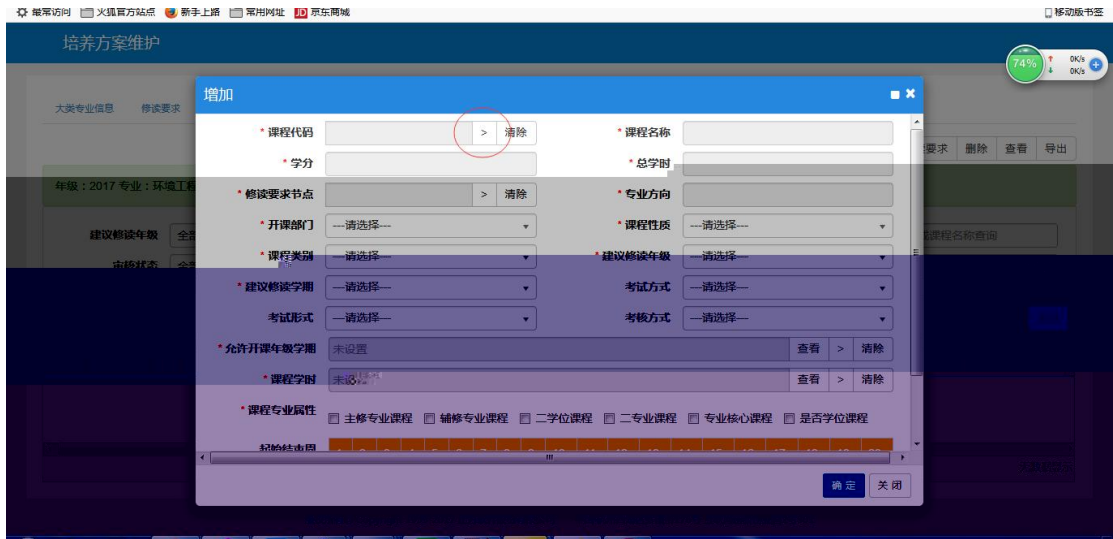 最常访问 火狐官方站点 新手上路 常用网址 JD 京东商城 移动版书签
培养方案维护
74% 0K/s
0K/s
大类专业信息 修读要求
增加
* 课程代码 > 清除 * 课程名称
要求 删除 查看 导出
* 学分 * 总学时
年级：2017 专业：环境工程
* 修读要求节点 > 清除 * 专业方向
* 开课部门 ---请选择--- * 课程性质 ---请选择---
建议修读年级 全部 课程名称查询
* 课程类别 ---请选择--- * 建议修读年级 ---请选择---
审核状态
* 建议修读学期 ---请选择--- 考试方式 ---请选择---
考试形式 ---请选择--- 考核方式 ---请选择---
* 允许开课年级学期 未设置 查看 > 清除
* 课程学时 查看 > 清除
* 课程专业属性 主修专业课程 辅修专业课程 二学位课程 二专业课程 专业核心课程 是否学位课程
起始结束周
确 定 关 闭